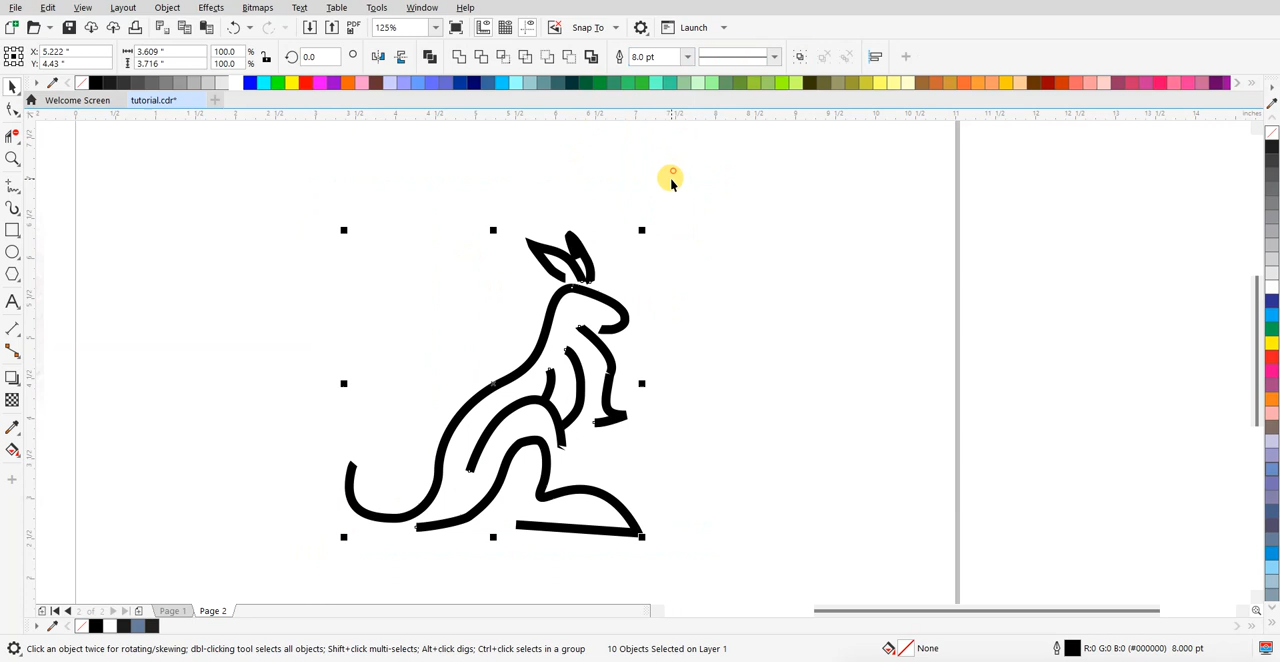 File Edit View Layout Object Effects Bitmaps Text Table Tools Window Help
PDF 125% Snap To Launch
X: 5.222 " 3.609 " 100.0 %
Y: 4.43 " 3.716 " 100.0 %
0.0 8.0 pt
Welcome Screen tutorial.cdr*
inches
2 of 2 Page 1 Page 2
Click an object twice for rotating/skewing; dbl-clicking tool selects all objects; Shift+click multi-selects; Alt+click digs; Ctrl+click selects in a group 10 Objects Selected on Layer 1 None R:0 G:0 B:0 (#000000) 8.000 pt